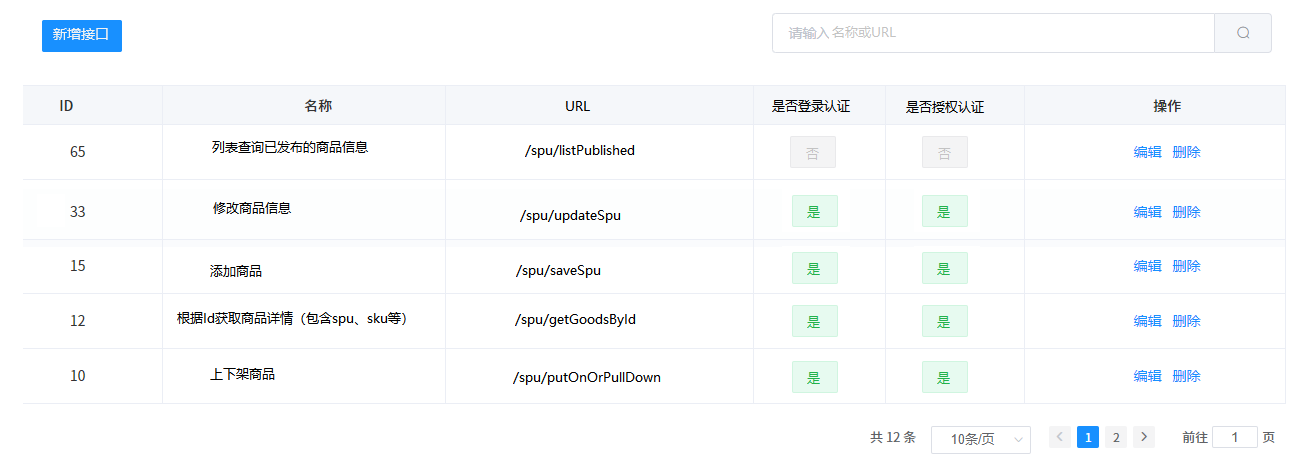 新增接口
请输入 名称或URL
ID 名称 URL 是否登录认证 是否授权认证 操作
65 列表查询已发布的商品信息 /spu/listPublished 否 否 编辑 删除
33 修改商品信息 /spu/updateSpu 是 是 编辑 删除
15 添加商品 /spu/saveSpu 是 是 编辑 删除
12 根据Id获取商品详情（包含spu、sku等） /spu/getGoodsById 是 是 编辑 删除
10 上下架商品 /spu/putOnOrPullDown 是 是 编辑 删除
共 12 条 10条/页 1 2 前往 1 页